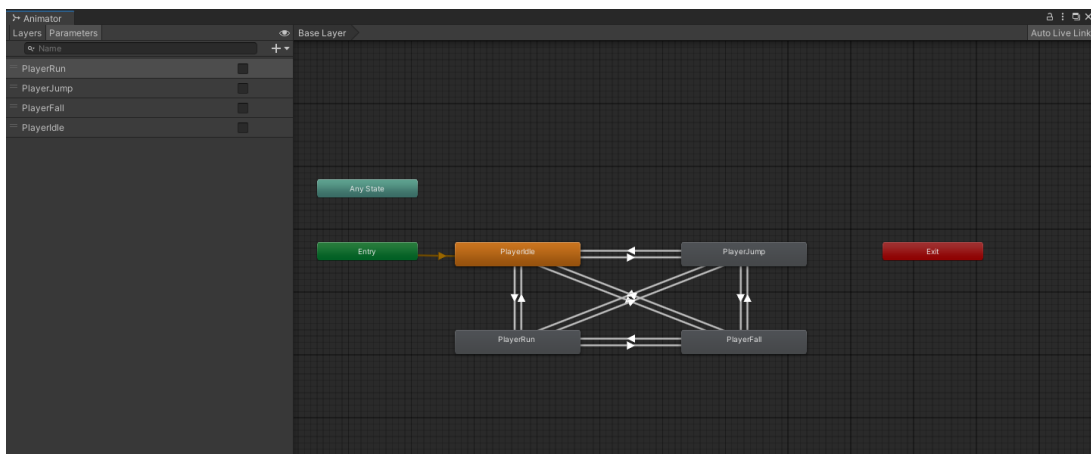 Animator
Layers Parameters
Name
PlayerRun
PlayerJump
PlayerFall
PlayerIdle
Base Layer
Auto Live Link
Any State
Entry
PlayerIdle
PlayerJump
Exit
PlayerRun
PlayerFall